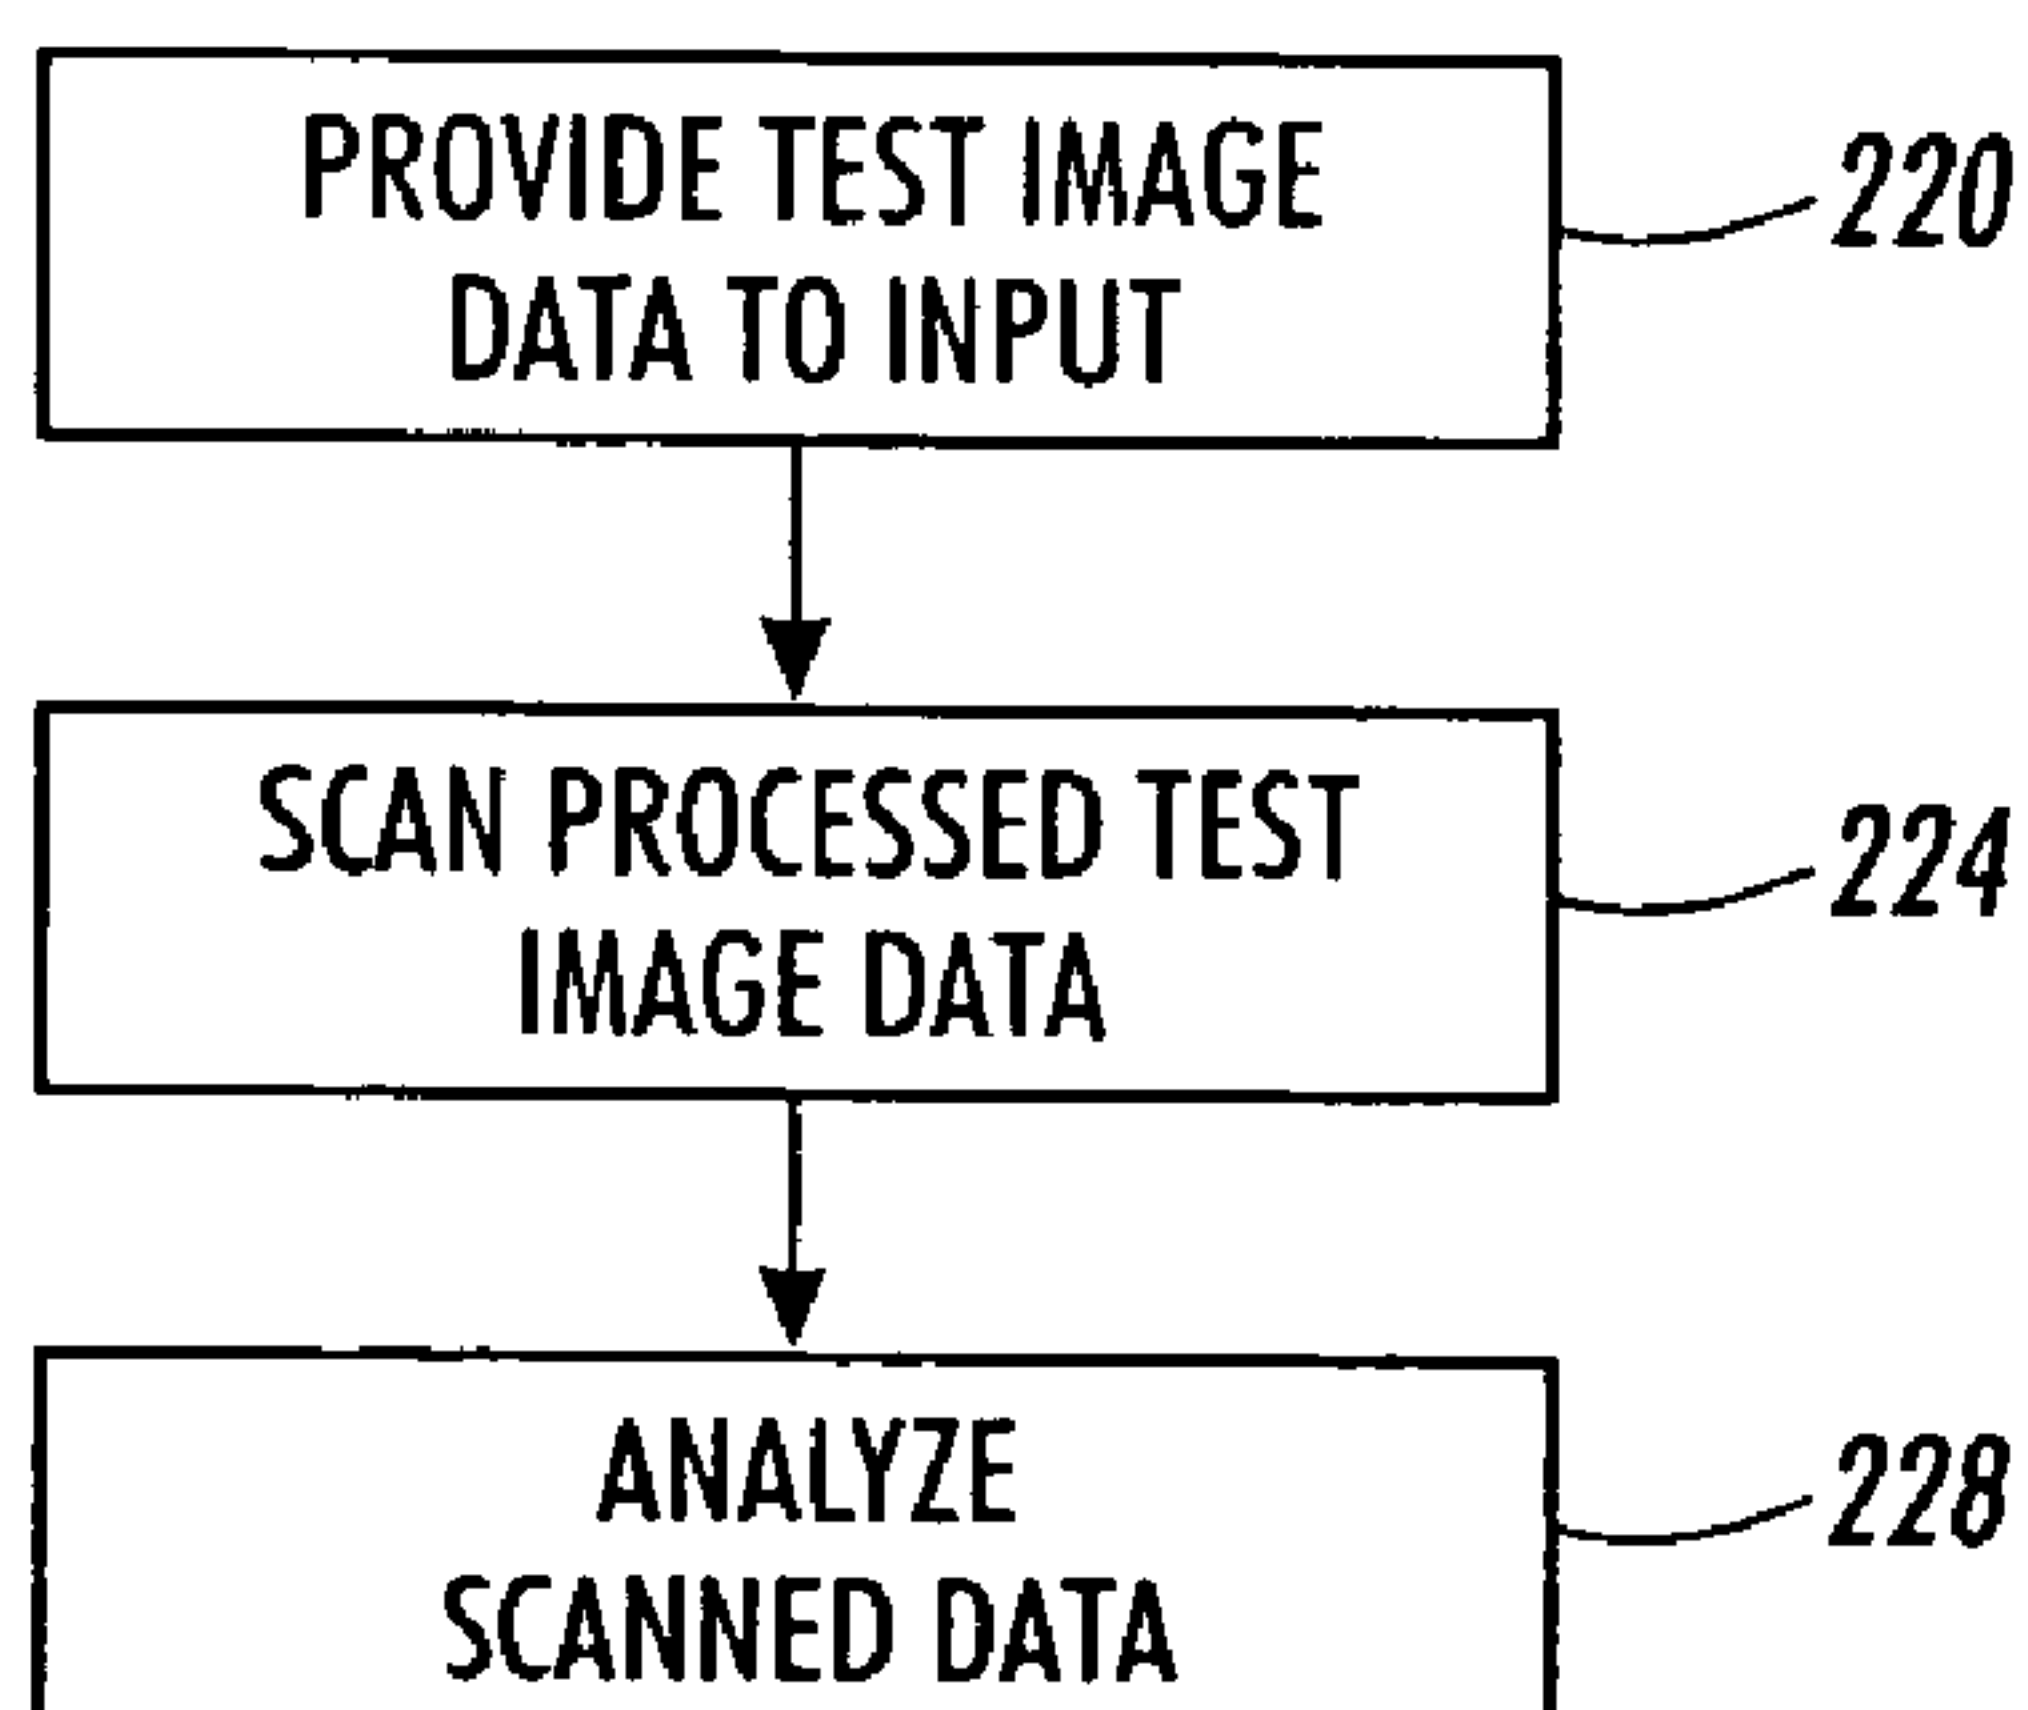 PROVIDE TEST IMAGE
DATA TO INPUT
220
SCAN PROCESSED TEST
IMAGE DATA
224
ANALYZE
SCANNED DATA
228